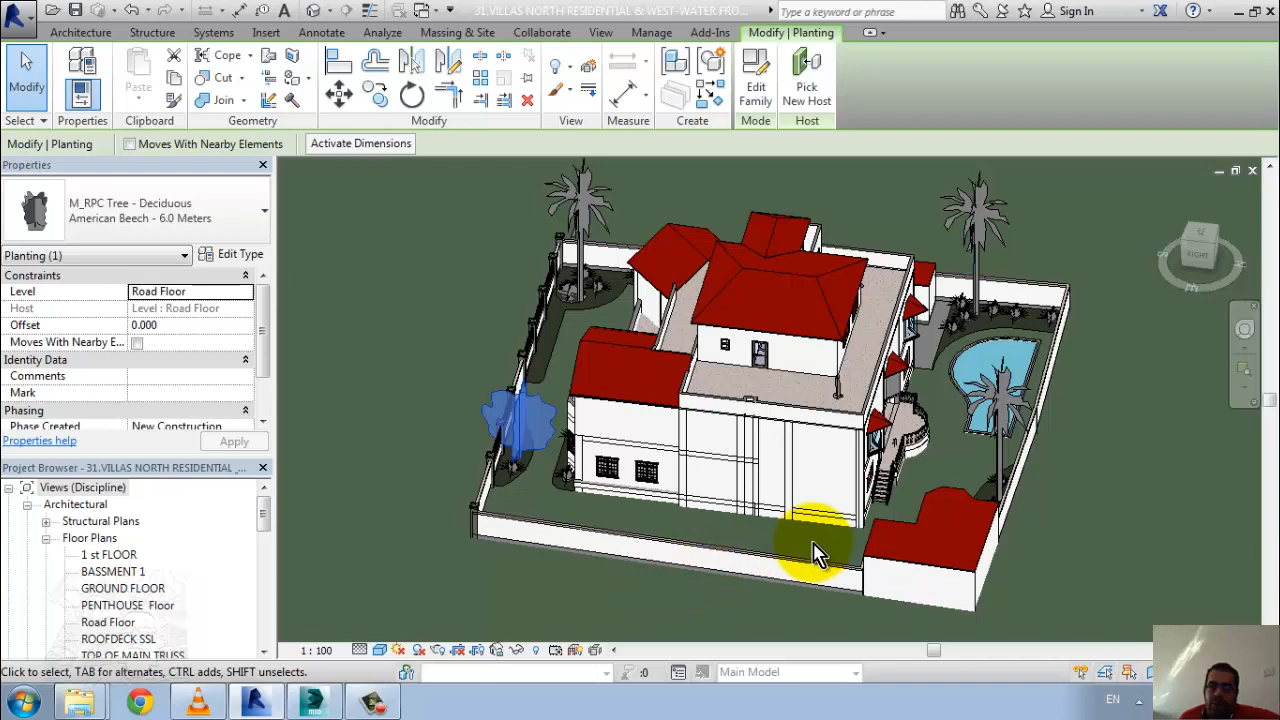 31.VILLAS NORTH RESIDENTIAL & WEST-WATER FRO...
Type a keyword or phrase
Sign In
Architecture
Structure
Systems
Insert
Annotate
Analyze
Massing & Site
Collaborate
View
Manage
Add-Ins
Modify | Planting
Modify
Paste
Cope
Cut
Join
Edit Family
Pick New Host
Select
Properties
Clipboard
Geometry
Modify
View
Measure
Create
Mode
Host
Modify | Planting
Moves With Nearby Elements
Activate Dimensions
Properties
M_RPC Tree - Deciduous
American Beech - 6.0 Meters
Planting (1)
Edit Type
Constraints
Level Road Floor
Host Level : Road Floor
Offset 0.000
Moves With Nearby E...
Identity Data
Comments
Mark
Phasing
Phase Created New Construction
Properties help
Apply
Project Browser - 31.VILLAS NORTH RESIDENTIAL ...
Views (Discipline)
Architectural
Structural Plans
Floor Plans
1 st FLOOR
BASSMENT 1
GROUND FLOOR
PENTHOUSE Floor
Road Floor
ROOFDECK SSL
TOP OF MAIN TRUSS
RIGHT
1 : 100
Click to select, TAB for alternates, CTRL adds, SHIFT unselects.
:0
Main Model
EN